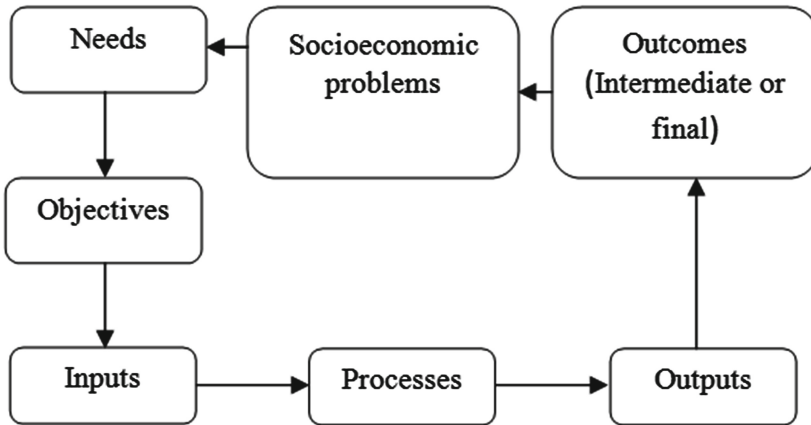 Needs
Socioeconomic
problems
Outcomes
(Intermediate or
final)
Objectives
Inputs
Processes
Outputs